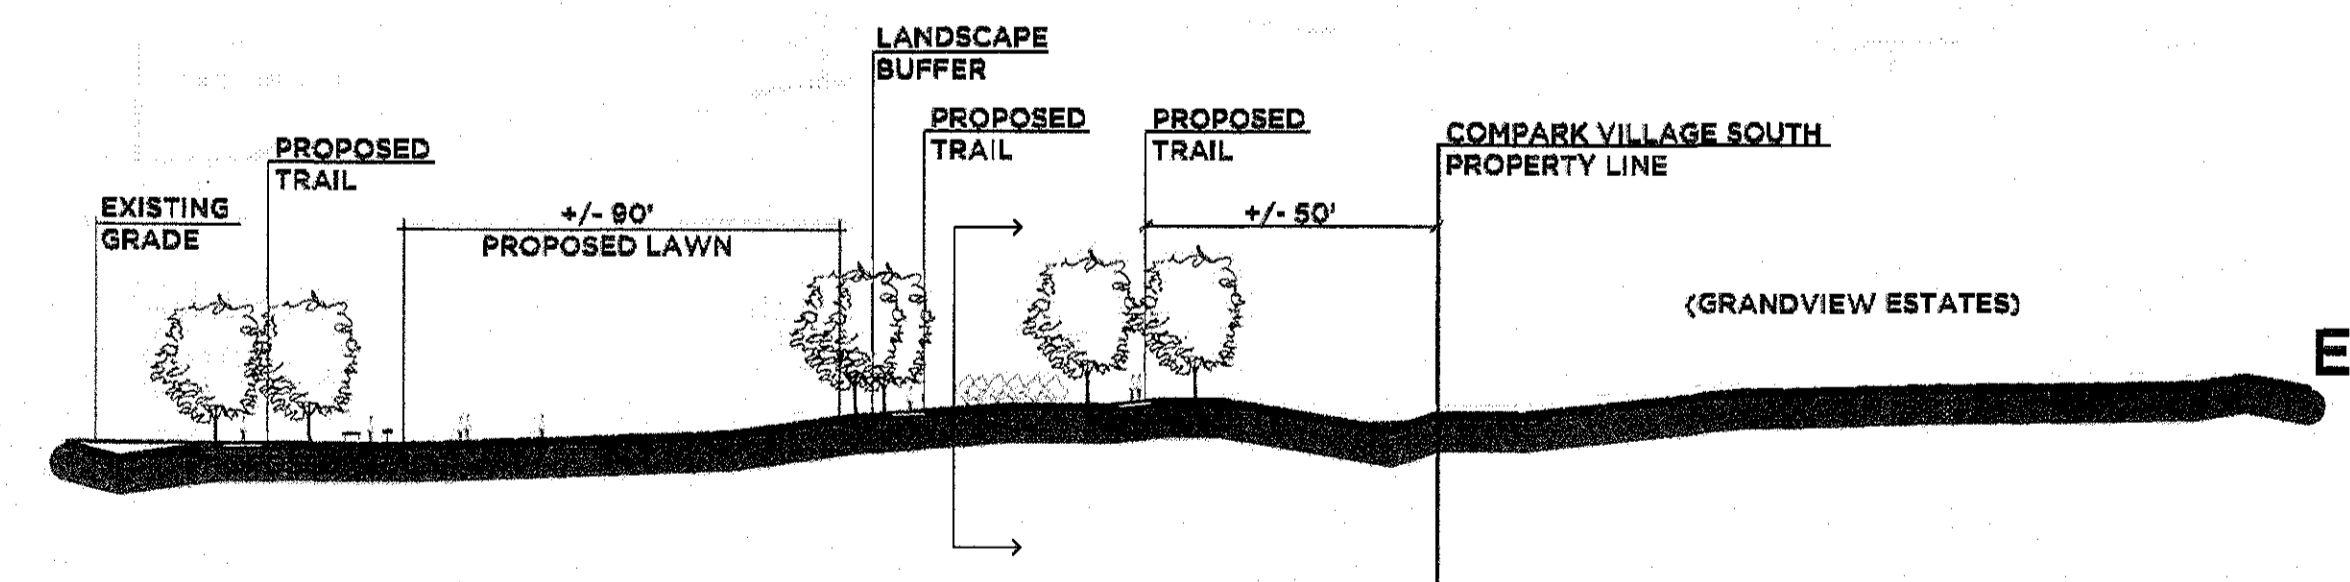 LANDSCAPE
BUFFER
PROPOSED
TRAIL
PROPOSED
TRAIL
COMPARK VILLAGE SOUTH
PROPERTY LINE
PROPOSED
TRAIL
EXISTING
GRADE
+/- 90'
PROPOSED LAWN
+/- 50'
(GRANDVIEW ESTATES)
E